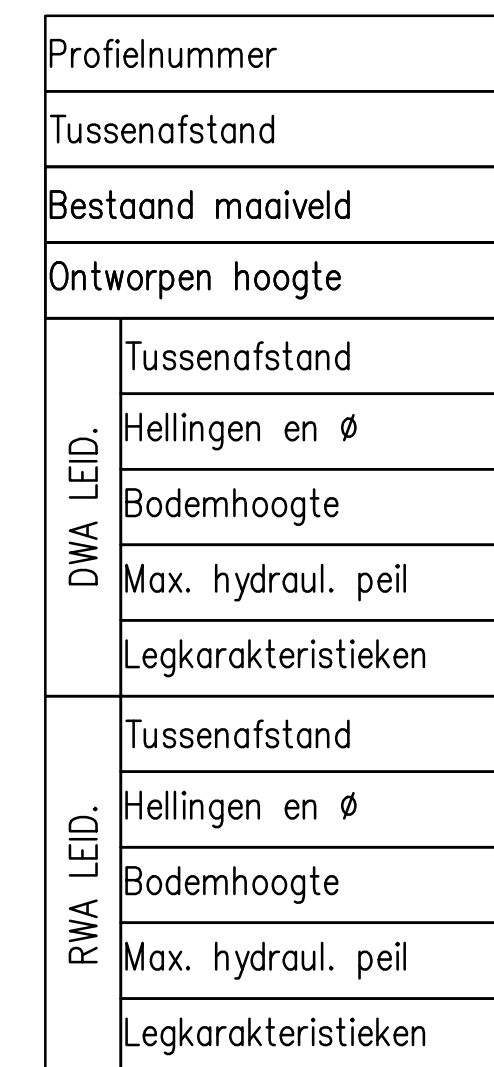 Profielnummer
Tussenafstand
Bestaand maaiveld
Ontworpen hoogte
DWA LEID.
Tussenafstand
Hellingen en Ø
Bodemhoogte
Max. hydraul. peil
Legkarakteristieken
RWA LEID.
Tussenafstand
Hellingen en Ø
Bodemhoogte
Max. hydraul. peil
Legkarakteristieken